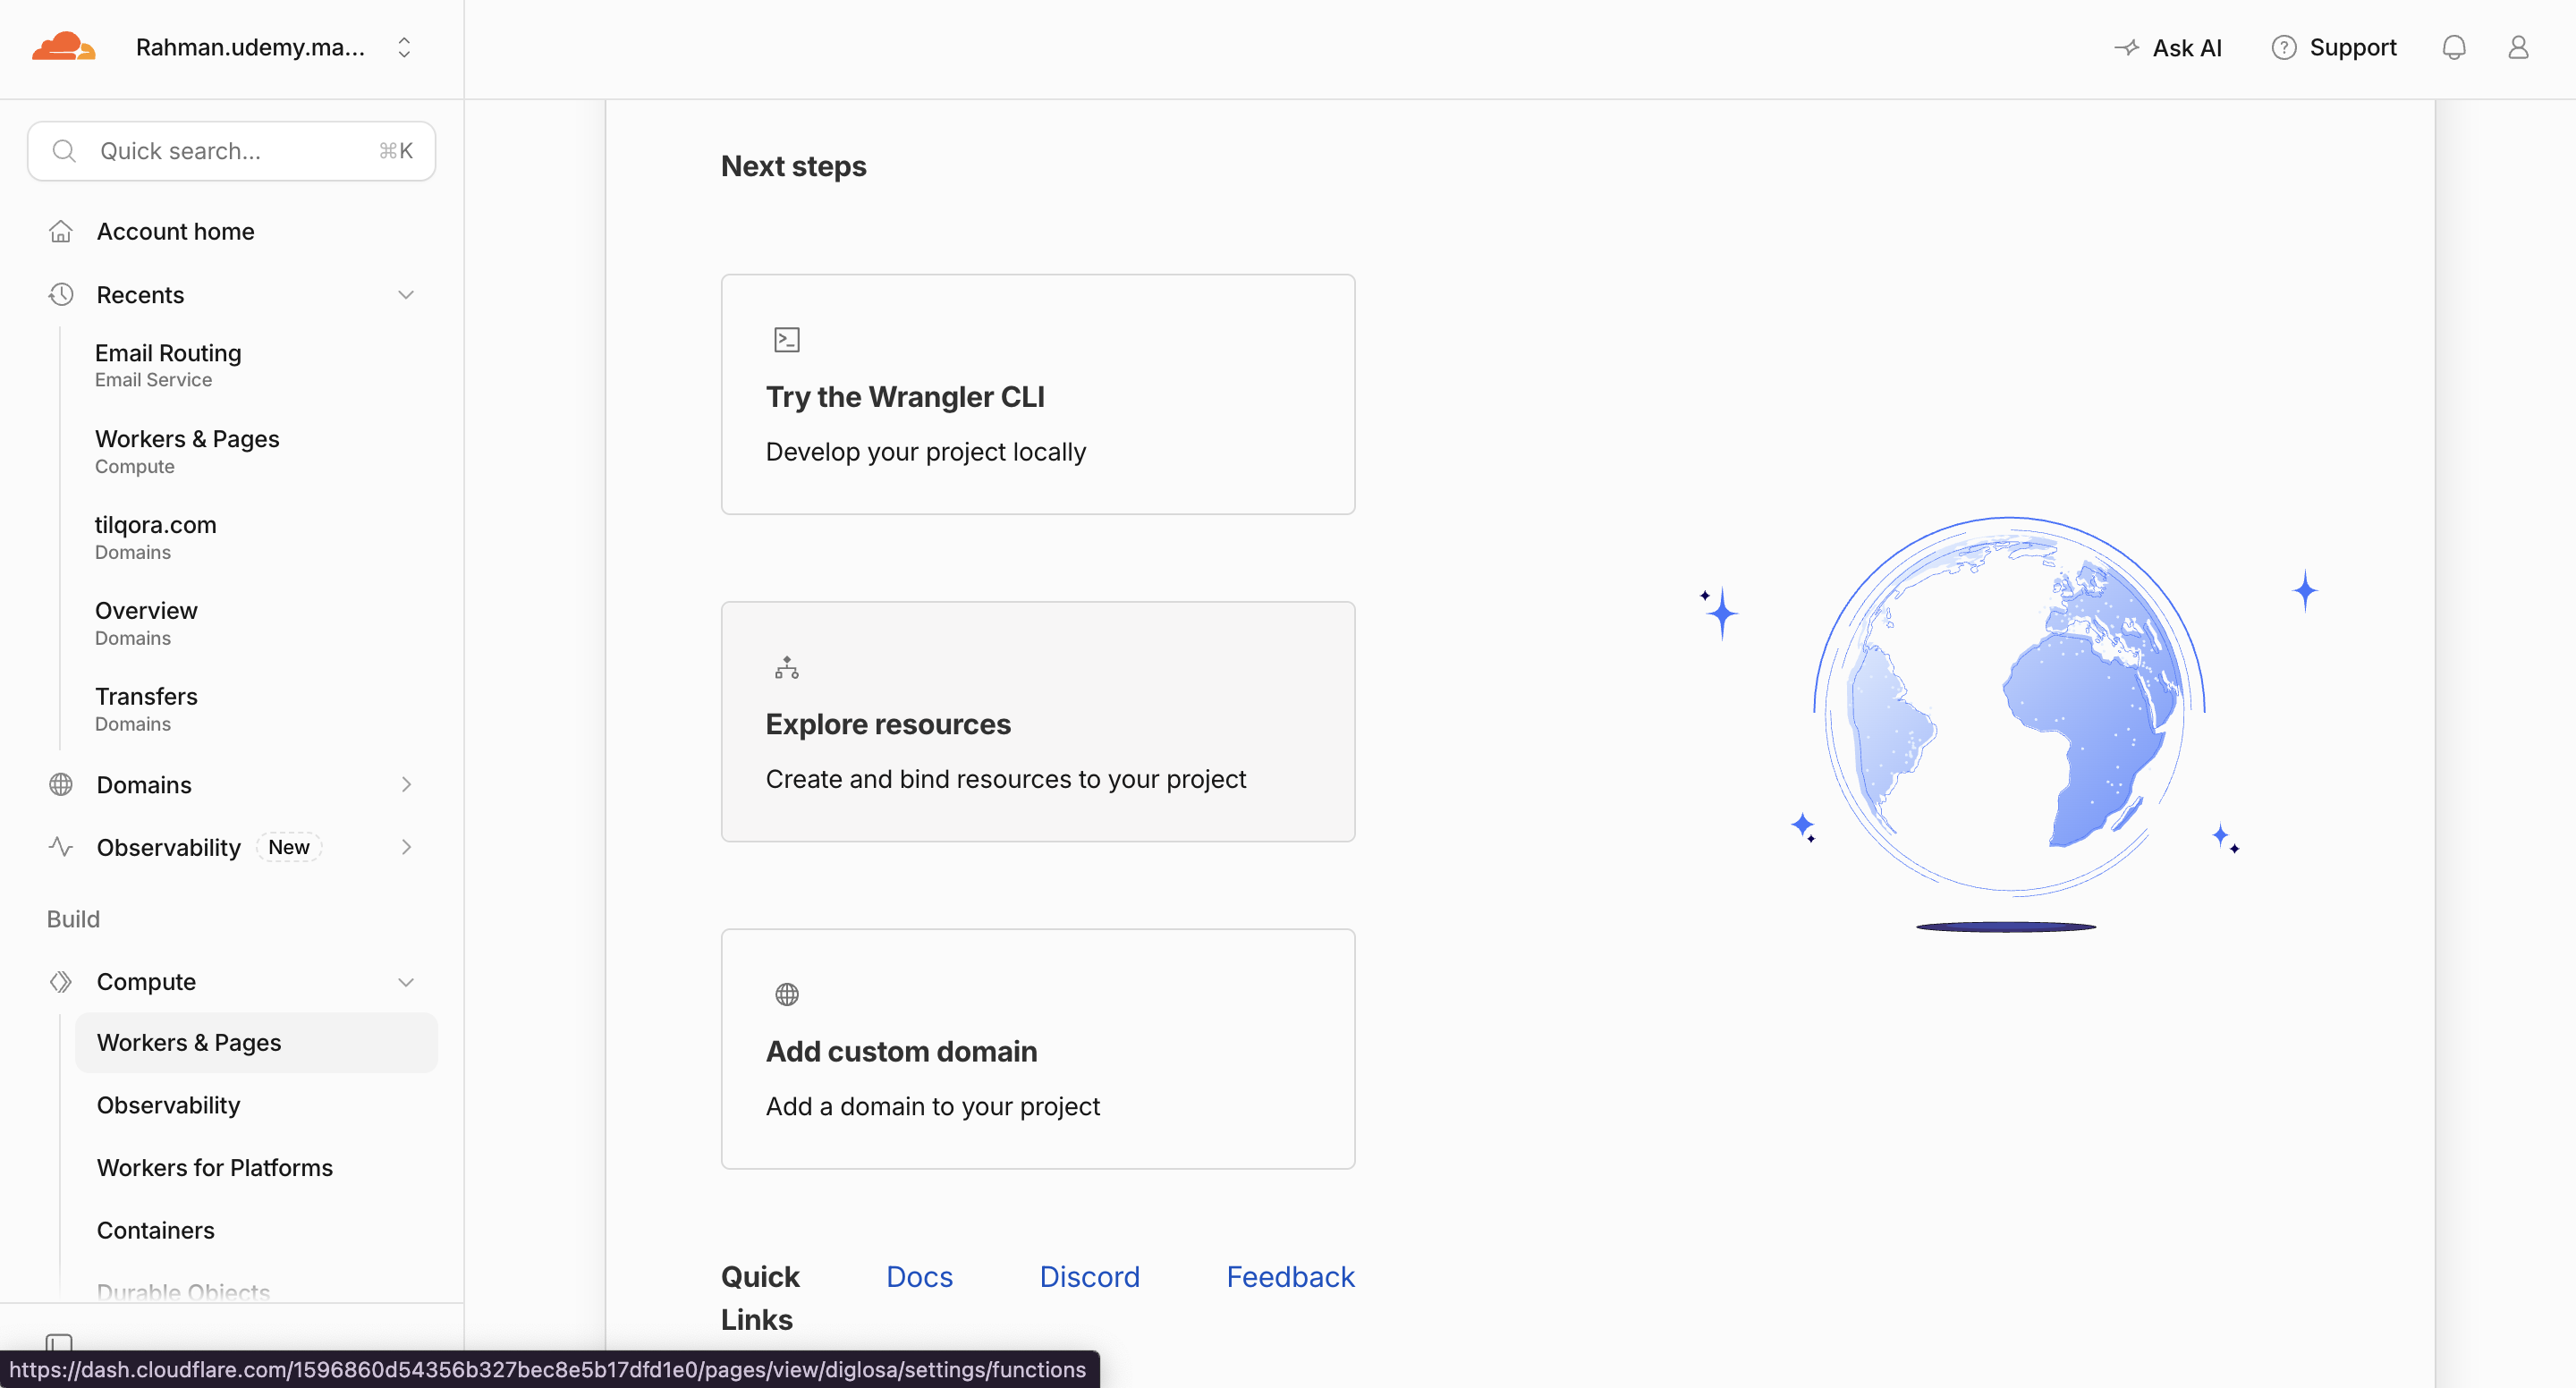 Rahman.udemy.ma...
Ask AI
Support
Quick search...
⌘K
Account home
Recents
Email Routing
Email Service
Workers & Pages
Compute
tilqora.com
Domains
Overview
Domains
Transfers
Domains
Domains
Observability New
Build
Compute
Workers & Pages
Observability
Workers for Platforms
Containers
Durable Objects
Next steps
Try the Wrangler CLI
Develop your project locally
Explore resources
Create and bind resources to your project
Add custom domain
Add a domain to your project
Quick Links
Docs
Discord
Feedback
https://dash.cloudflare.com/1596860d54356b327bec8e5b17dfd1e0/pages/view/diglosa/settings/functions